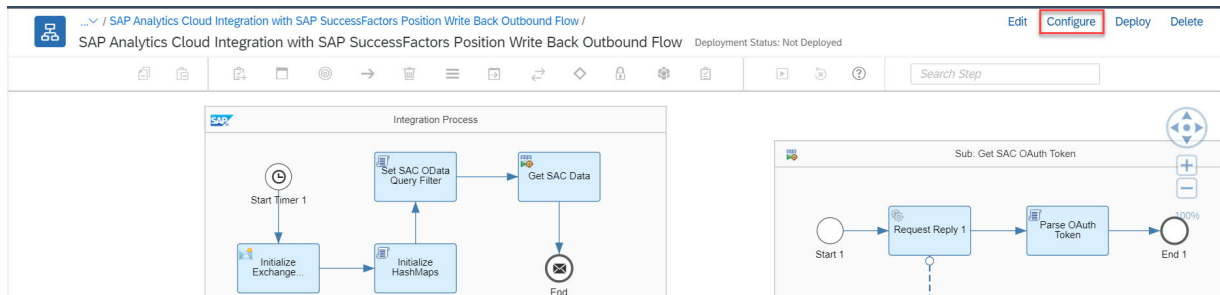 ... / SAP Analytics Cloud Integration with SAP SuccessFactors Position Write Back Outbound Flow /
Edit Configure Deploy Delete
SAP Analytics Cloud Integration with SAP SuccessFactors Position Write Back Outbound Flow Deployment Status: Not Deployed
Search Step
SAP
Integration Process
Sub: Get SAC OAuth Token
Set SAC OData
Query Filter
Get SAC Data
Start Timer 1
Request Reply 1
Parse OAuth
Token
100%
Start 1
End 1
Initialize
Exchange...
Initialize
HashMaps
End